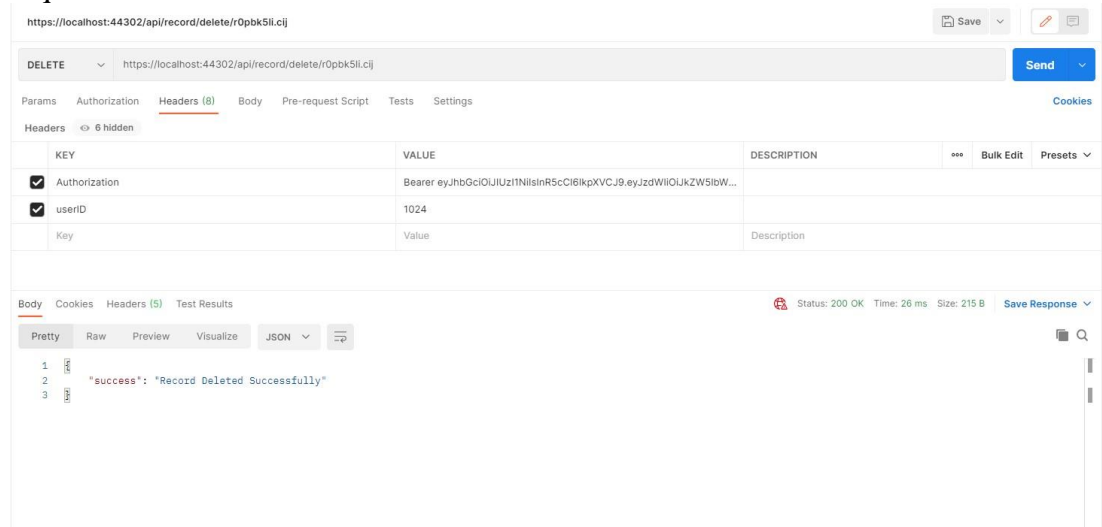 https://localhost:44302/api/record/delete/r0pbk5li.cij Save
DELETE https://localhost:44302/api/record/delete/r0pbk5li.cij Send
Params Authorization Headers (8) Body Pre-request Script Tests Settings Cookies
Headers 6 hidden
KEY VALUE DESCRIPTION ooo Bulk Edit Presets
Authorization Bearer eyJhbGciOiJIUzI1NiIsInR5cCI6IkpXVCJ9.eyJzdWIiOiJkZW5lbW...
userID 1024
Key Value Description
Body Cookies Headers (5) Test Results Status: 200 OK Time: 26 ms Size: 215 B Save Response
Pretty Raw Preview Visualize JSON
1 {
2 "success": "Record Deleted Successfully"
3 }